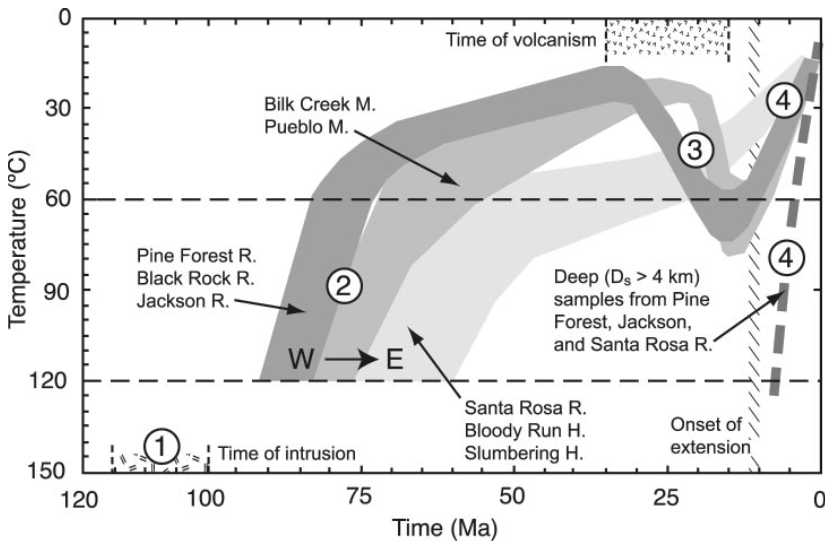 0
Time of volcanism
4
30
Bilk Creek M.
Pueblo M.
3
60
Temperature (ºC)
Pine Forest R.
Black Rock R.
Jackson R.
2
4
Deep (Ds > 4 km)
samples from Pine
Forest, Jackson,
and Santa Rosa R.
90
W E
120
Santa Rosa R.
Bloody Run H.
Slumbering H.
Onset of
extension
1
Time of intrusion
150
120 100 75 50 25 0
Time (Ma)